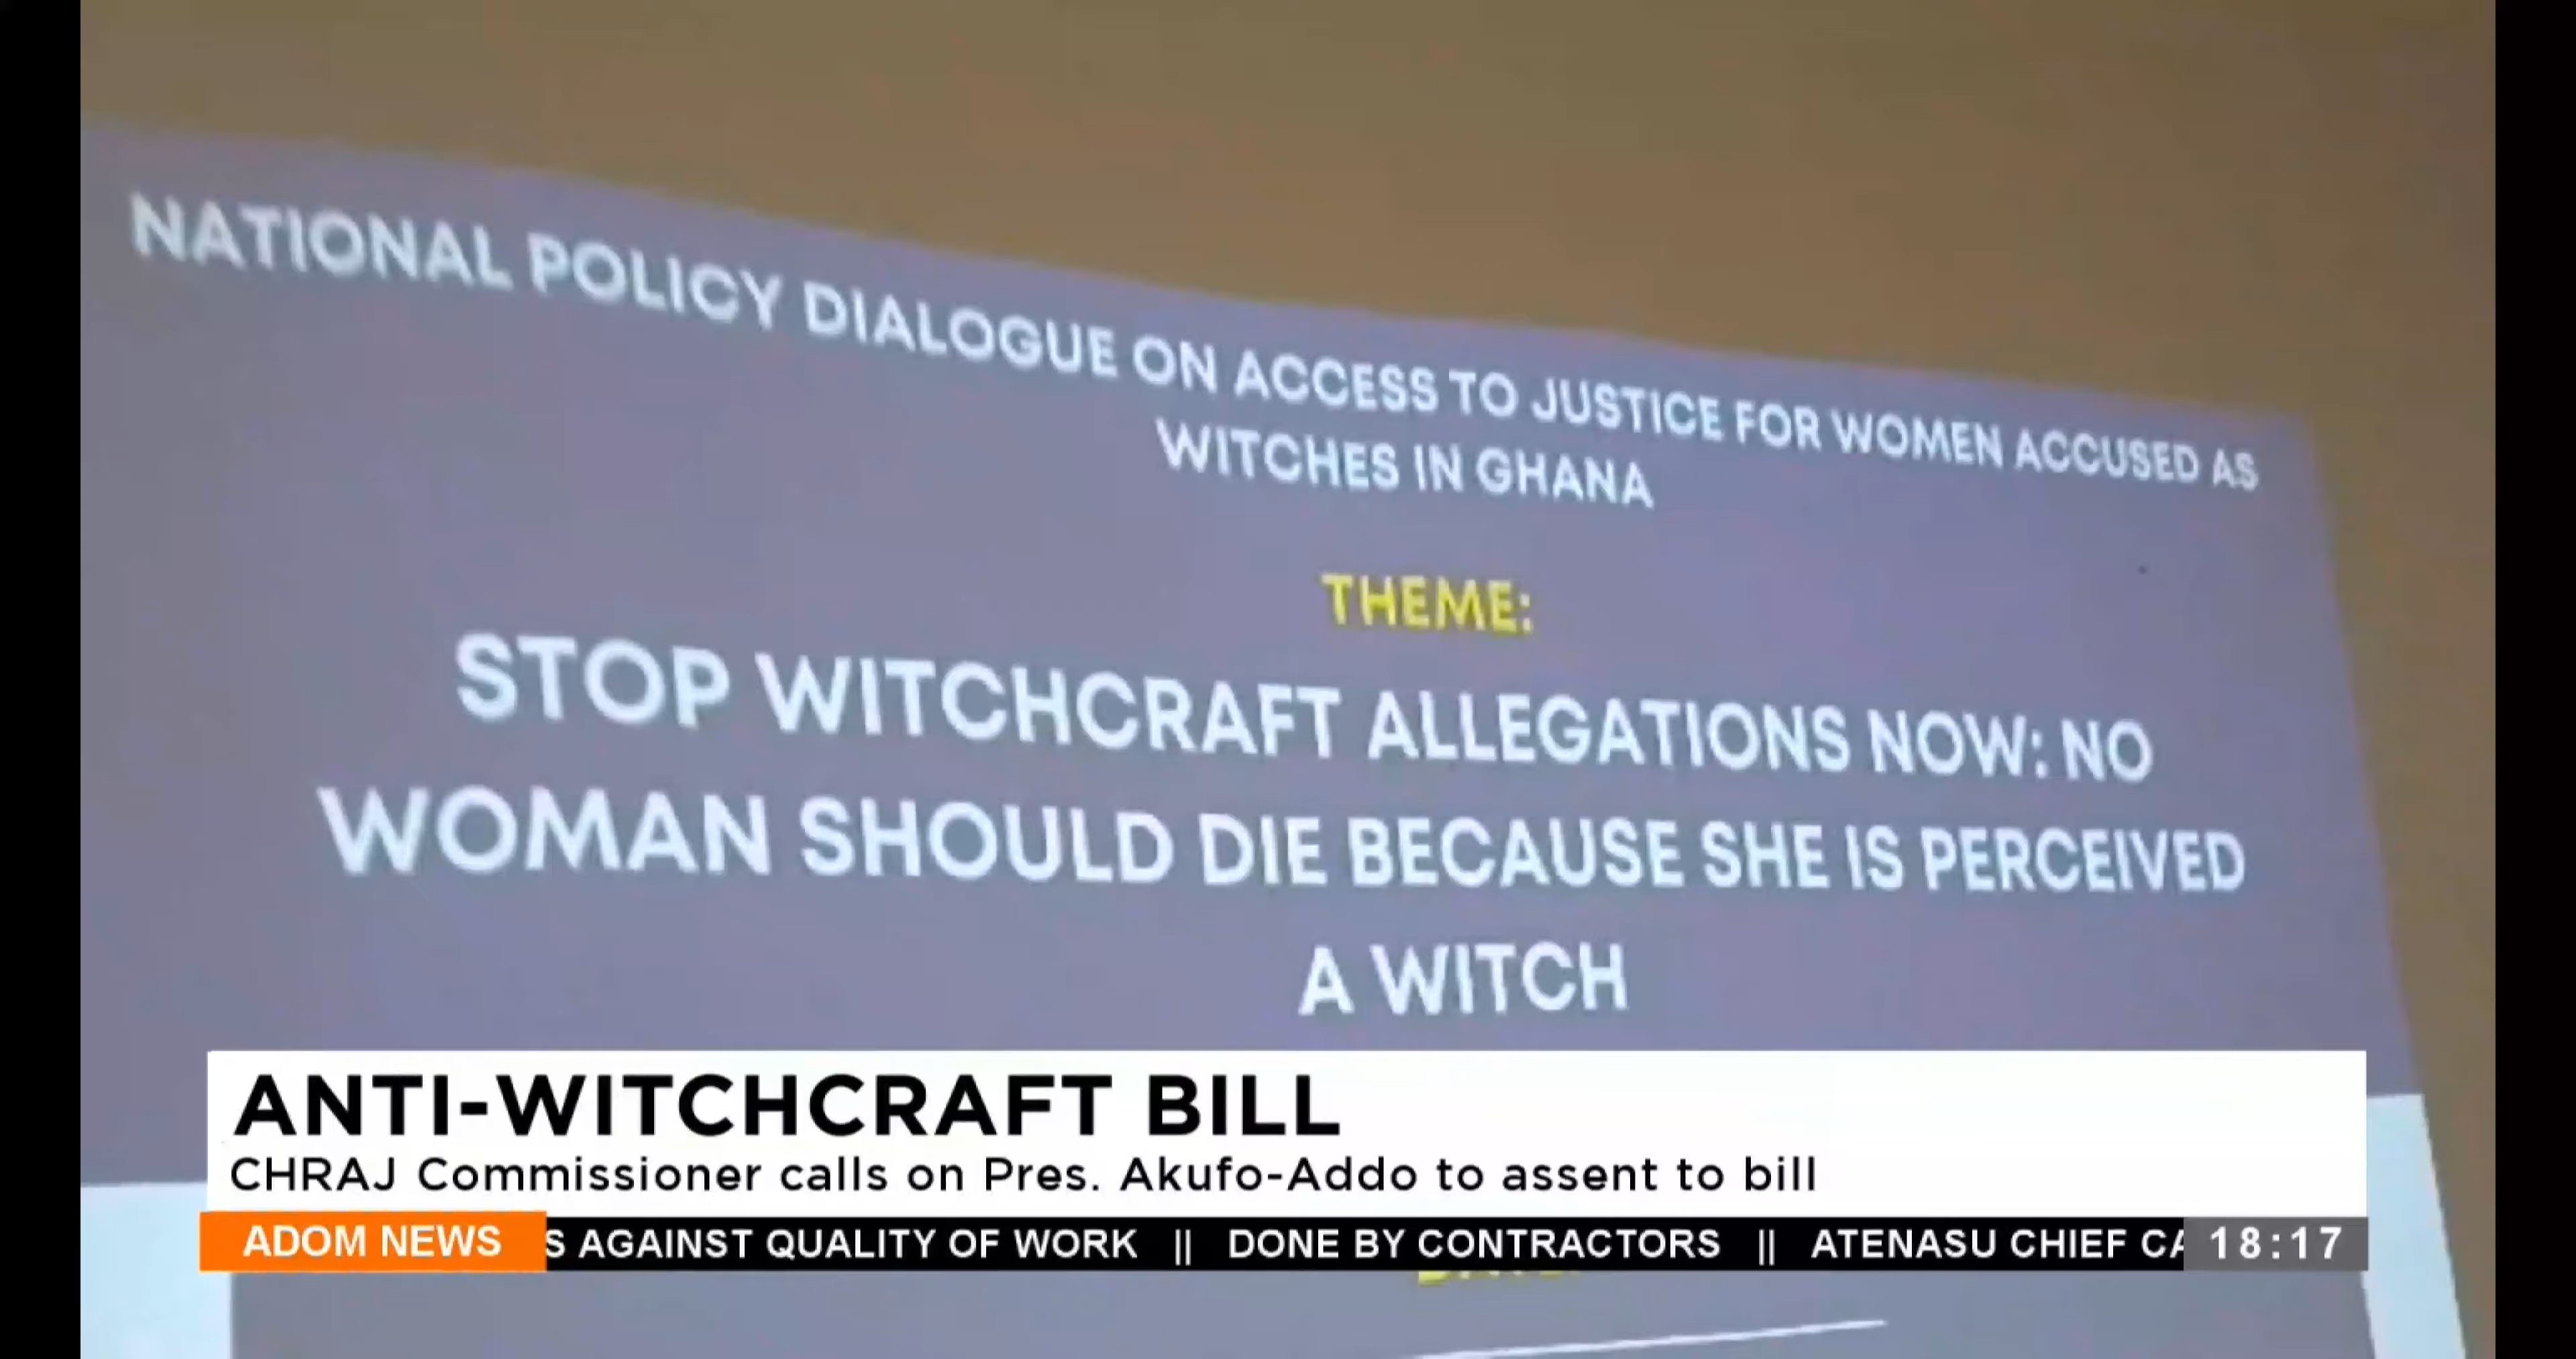 NATIONAL POLICY DIALOGUE ON ACCESS TO JUSTICE FOR WOMEN ACCUSED AS
WITCHES IN GHANA
THEME:
STOP WITCHCRAFT ALLEGATIONS NOW: NO
WOMAN SHOULD DIE BECAUSE SHE IS PERCEIVED
A WITCH
ANTI-WITCHCRAFT BILL
CHRAJ Commissioner calls on Pres. Akufo-Addo to assent to bill
ADOM NEWS
S AGAINST QUALITY OF WORK || DONE BY CONTRACTORS || ATENASU CHIEF CA
18:17